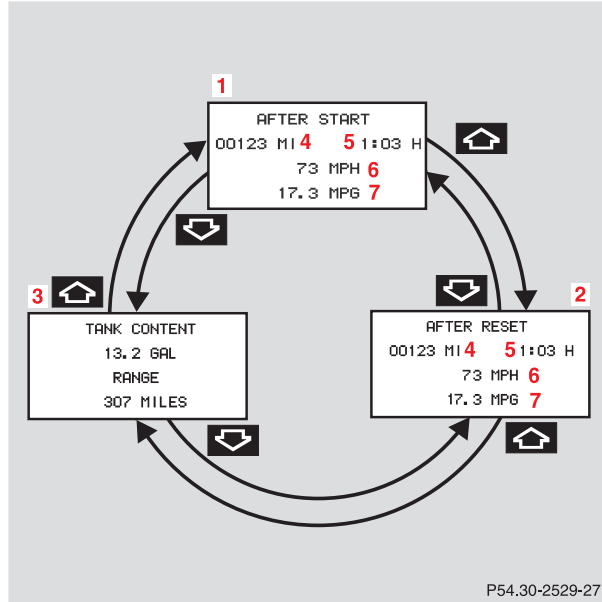 1
AFTER START
00123 MI 4 5 1:03 H
73 MPH 6
17.3 MPG 7
3
TANK CONTENT
13.2 GAL
RANGE
307 MILES
2
AFTER RESET
00123 MI 4 5 1:03 H
73 MPH 6
17.3 MPG 7
P54.30-2529-27